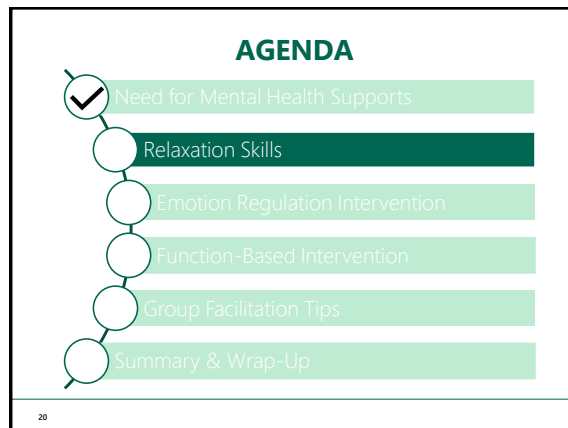 AGENDA
Need for Mental Health Supports
Relaxation Skills
Emotion Regulation Intervention
Function-Based Intervention
Group Facilitation Tips
Summary & Wrap-Up
20